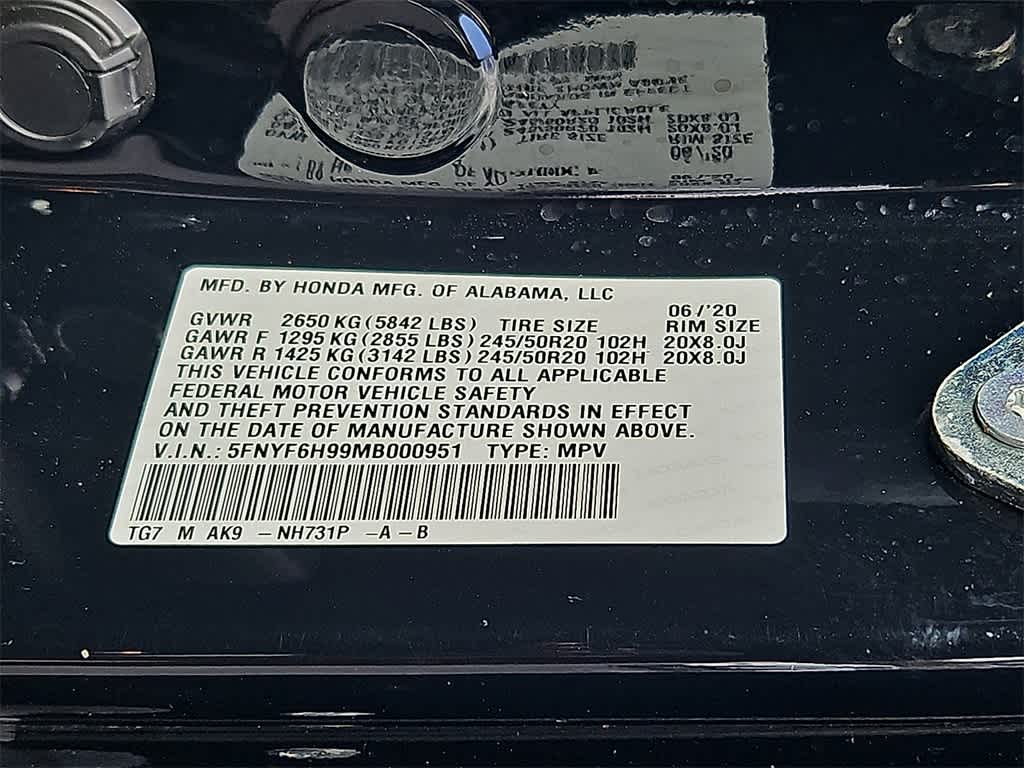 MFD. BY HONDA MFG. OF ALABAMA, LLC
06/'20
GVWR 2650 KG (5842 LBS) TIRE SIZE RIM SIZE
GAWR F 1295 KG (2855 LBS) 245/50R20 102H 20X8.0J
GAWR R 1425 KG (3142 LBS) 245/50R20 102H 20X8.0J
THIS VEHICLE CONFORMS TO ALL APPLICABLE
FEDERAL MOTOR VEHICLE SAFETY
AND THEFT PREVENTION STANDARDS IN EFFECT
ON THE DATE OF MANUFACTURE SHOWN ABOVE.
V.I.N.: 5FNYF6H99MB000951 TYPE: MPV
TG7 M AK9 -NH731P -A-B